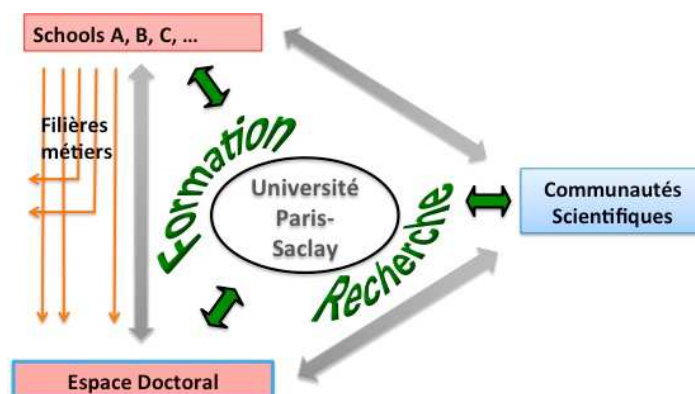 Schools A, B, C, ...
Filières
métiers
Formation
Université
Paris-
Saclay
Recherche
Communautés
Scientifiques
Espace Doctoral